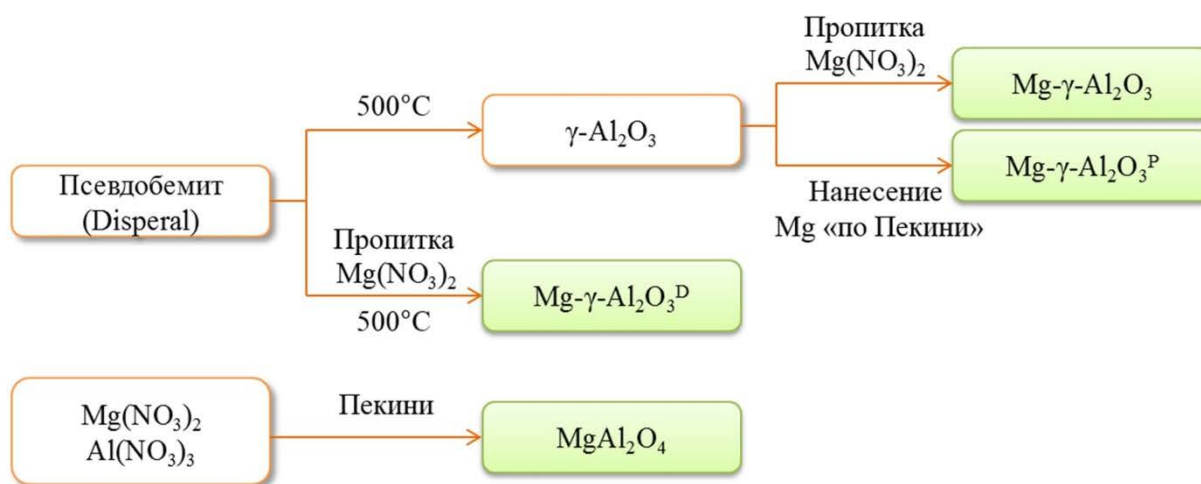 Пропитка
Mg(NO₃)₂
Mg-γ-Al₂O₃
500°C
γ-Al₂O₃
Mg-γ-Al₂O₃ᴾ
Псевдобемит
(Disperal)
Нанесение
Mg «по Пекини»
Пропитка
Mg(NO₃)₂
500°C
Mg-γ-Al₂O₃ᴰ
Mg(NO₃)₂
Al(NO₃)₃
Пекини
MgAl₂O₄